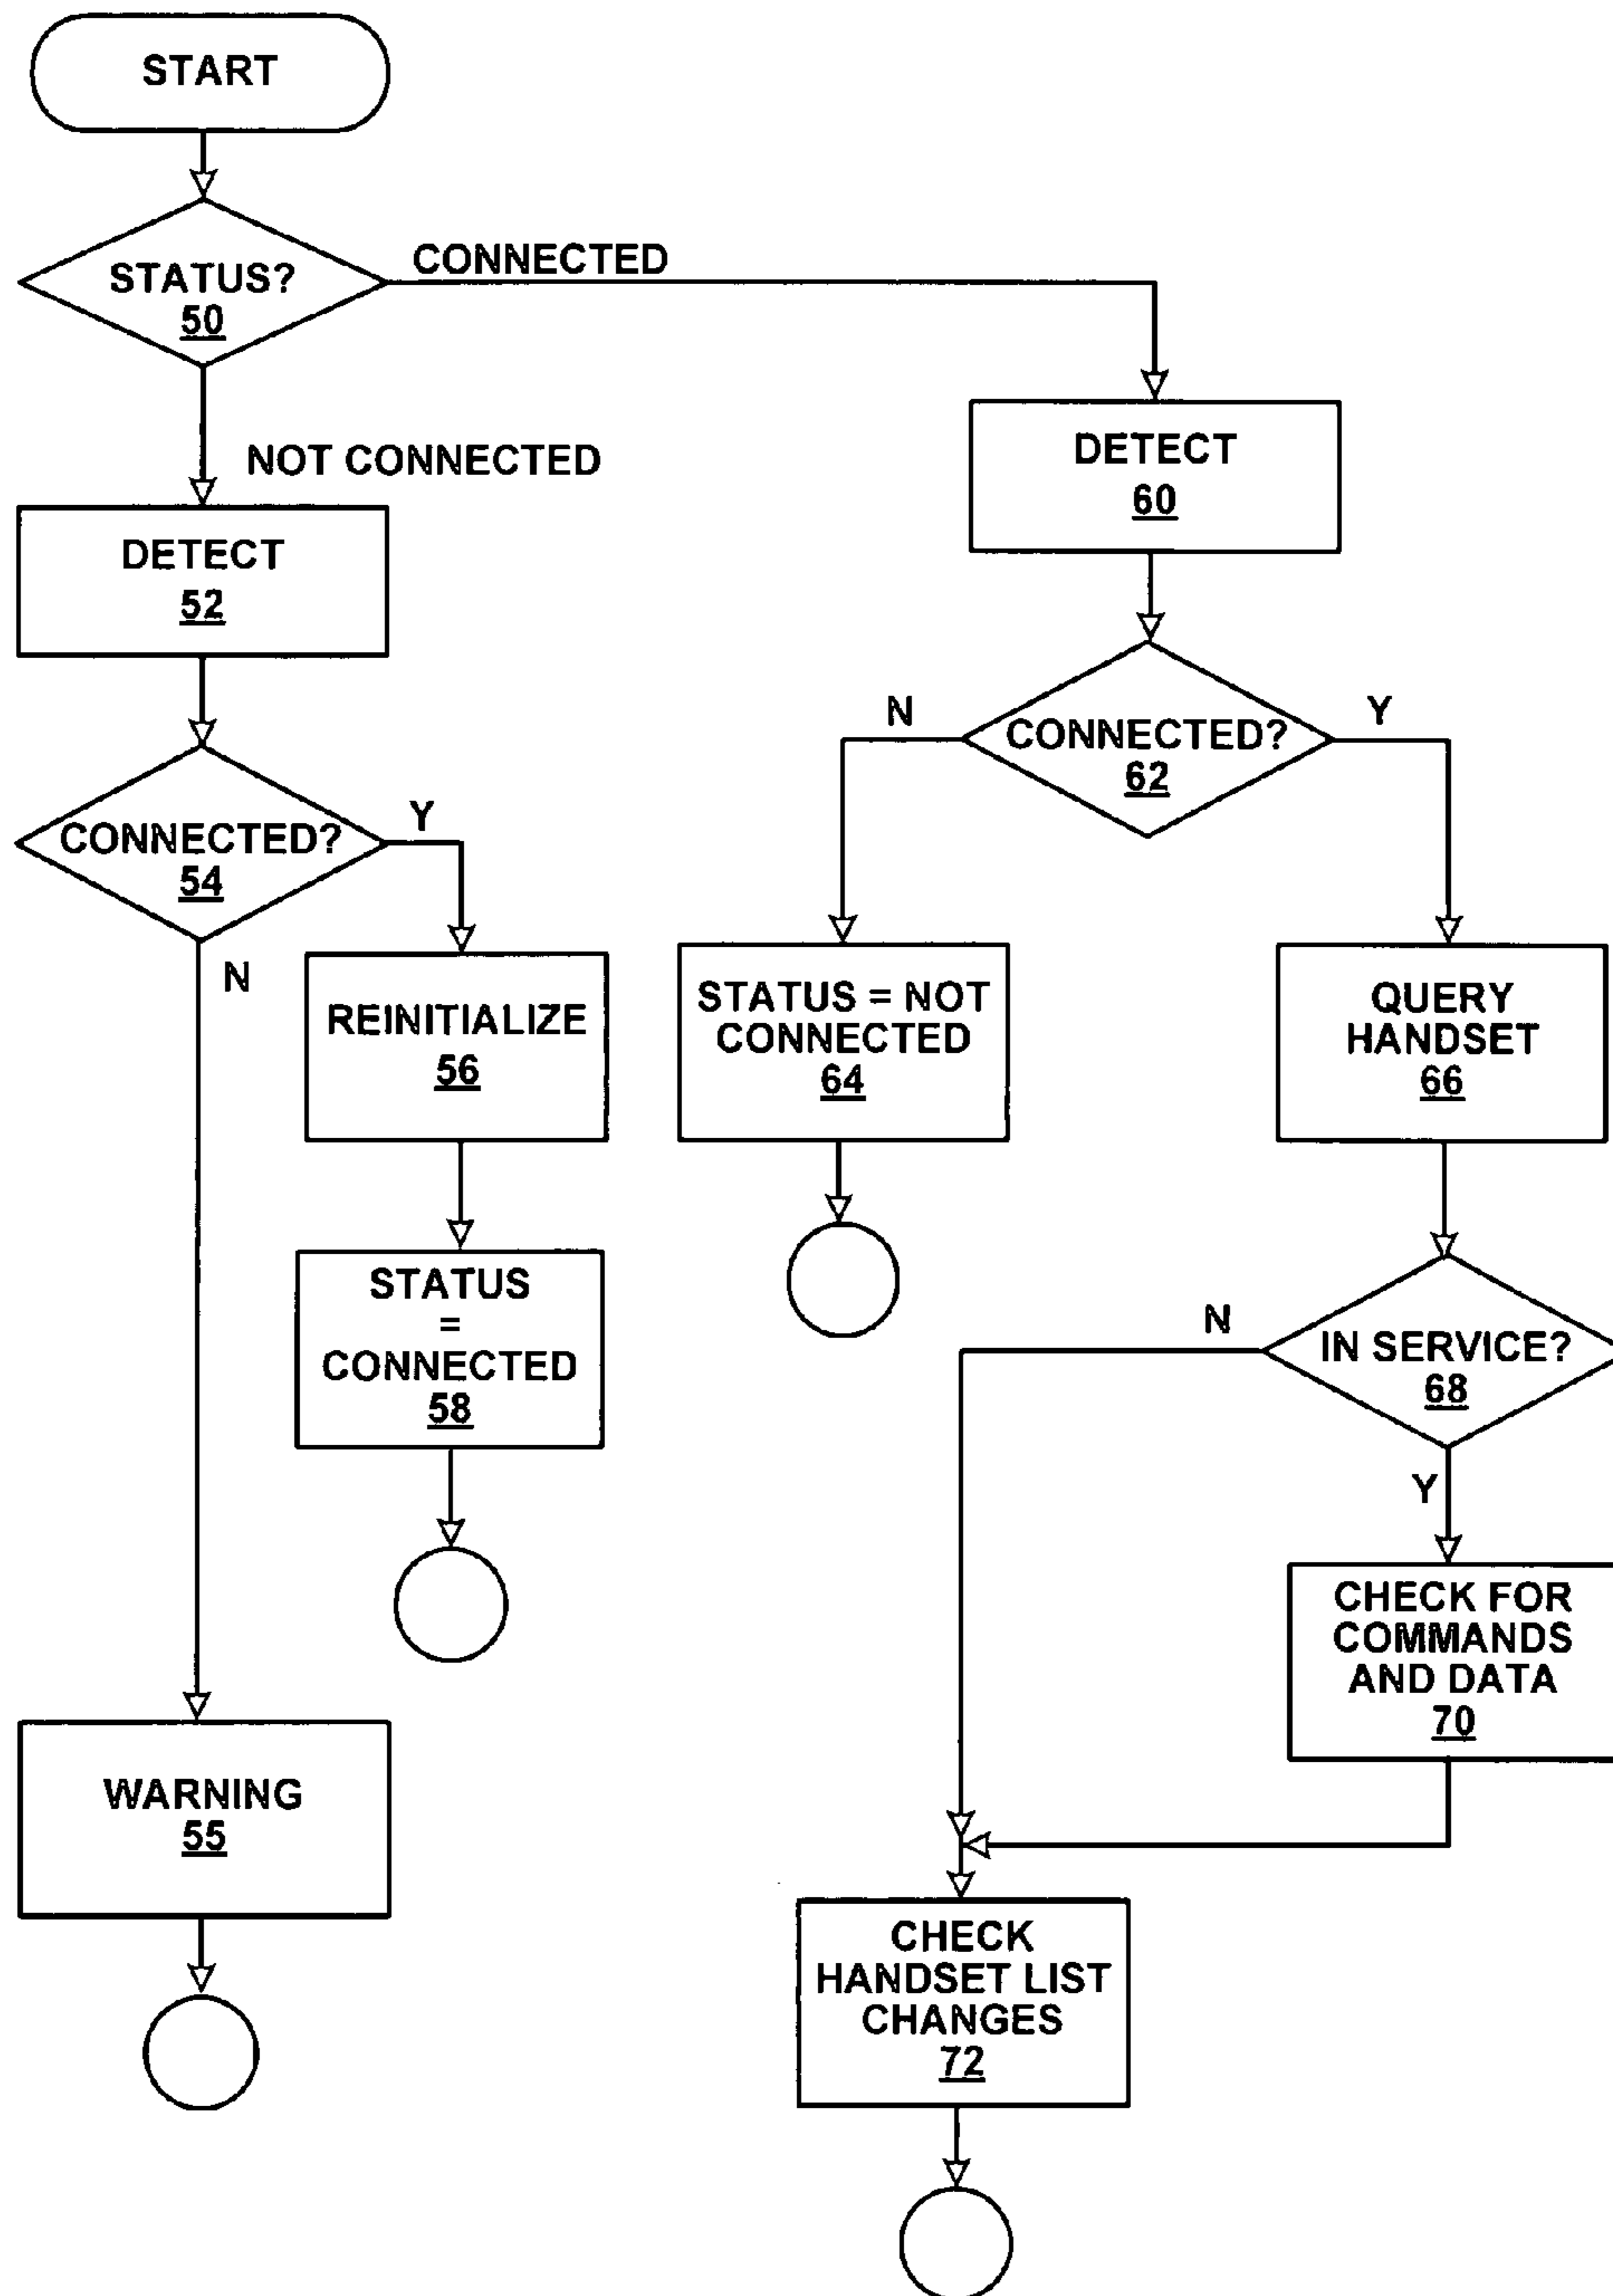 START
STATUS?
50
CONNECTED
NOT CONNECTED
DETECT
52
CONNECTED?
54
Y
N
REINITIALIZE
56
STATUS
=
CONNECTED
58
WARNING
55
DETECT
60
CONNECTED?
62
N
Y
STATUS = NOT
CONNECTED
64
QUERY
HANDSET
66
IN SERVICE?
68
N
Y
CHECK FOR
COMMANDS
AND DATA
70
CHECK
HANDSET LIST
CHANGES
72